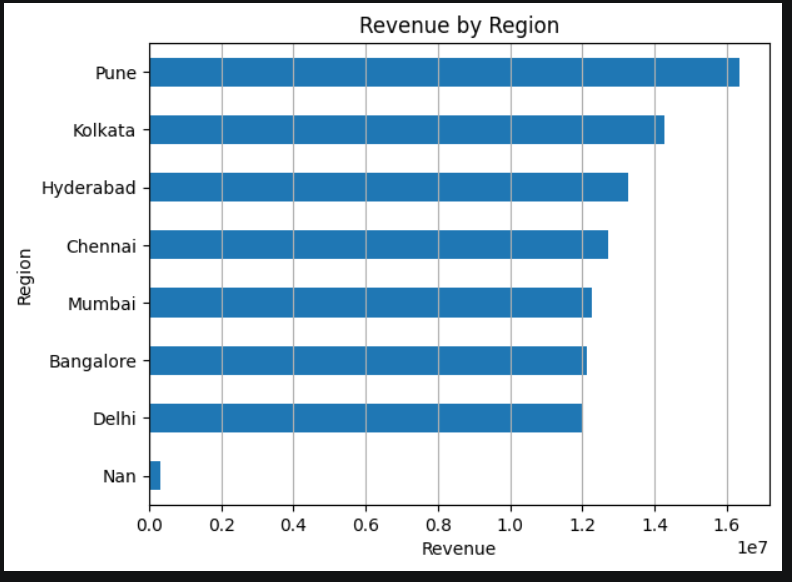 Revenue by Region
Pune
Kolkata
Hyderabad
Chennai
Mumbai
Bangalore
Delhi
Nan
Region
0.0 0.2 0.4 0.6 0.8 1.0 1.2 1.4 1.6
1e7
Revenue